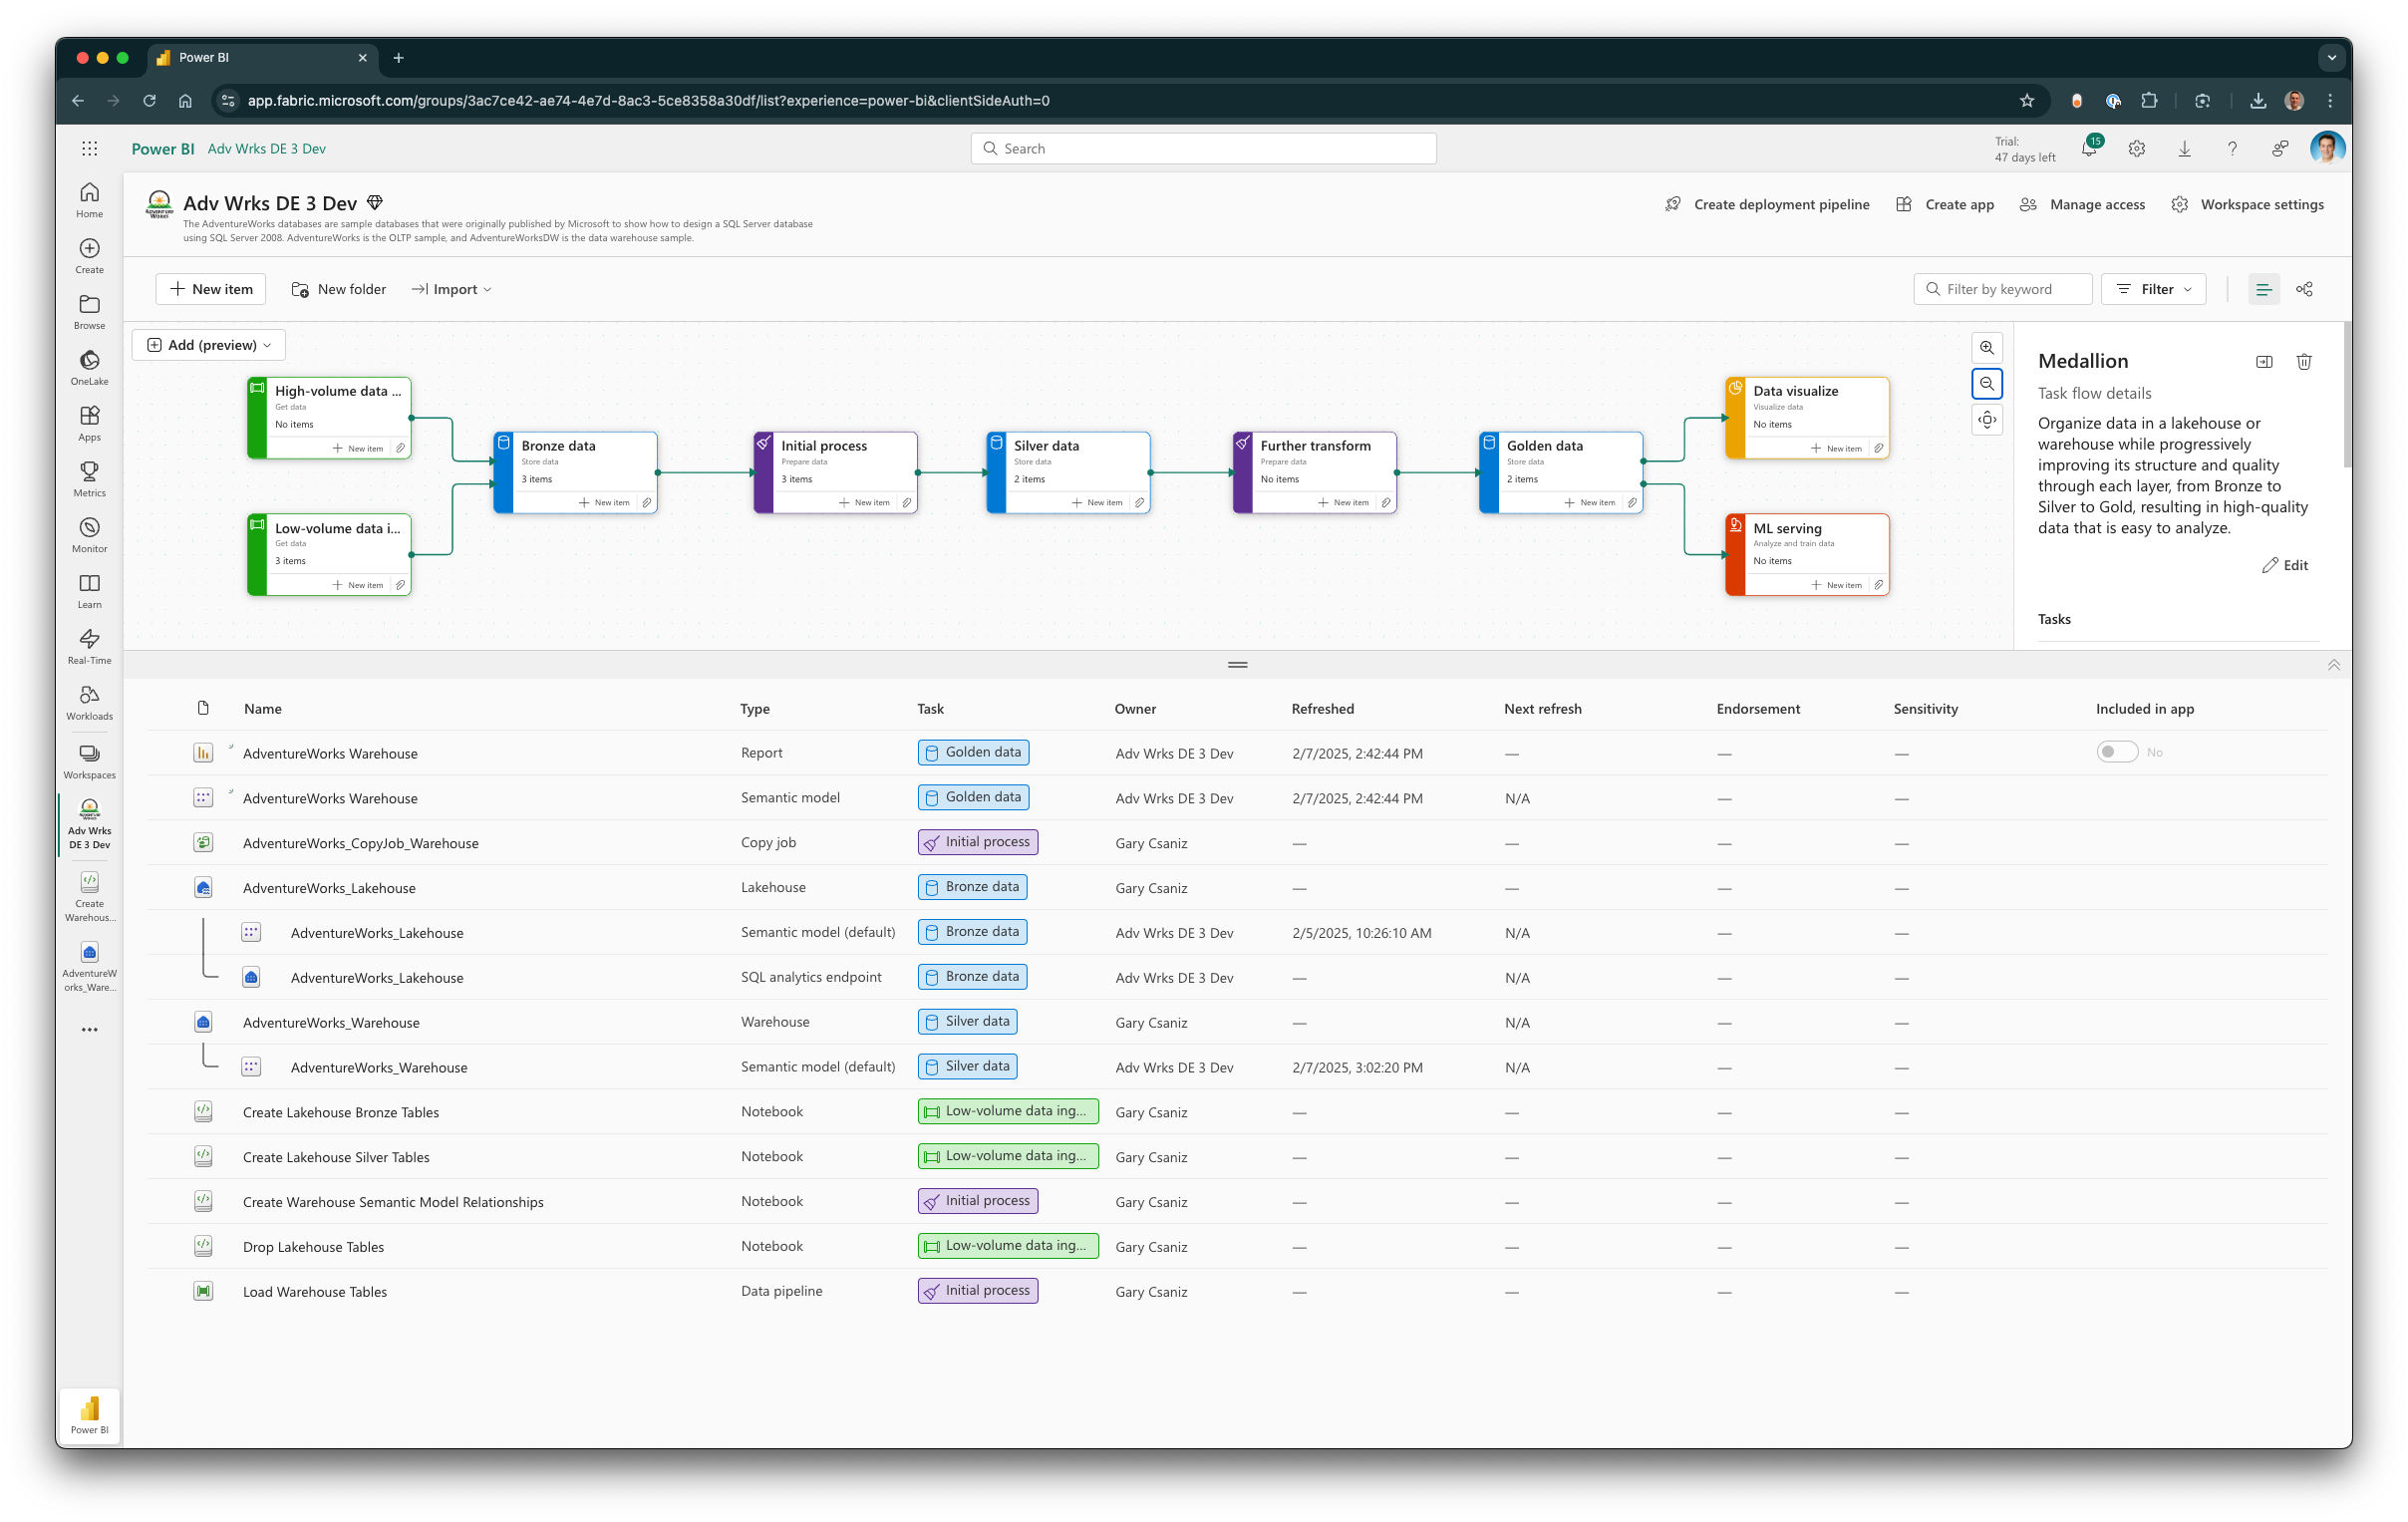 Power BI
app.fabric.microsoft.com/groups/3ac7ce42-ae74-4e7d-8ac3-5ce8358a30df/list?experience=power-bi&clientSideAuth=0
Power BI Adv Wrks DE 3 Dev
Search
Trial:
47 days left
15
Home
Create
Browse
OneLake
Apps
Metrics
Monitor
Learn
Real-Time
Workloads
Workspaces
Adv Wrks
DE 3 Dev
Create
Warehous...
AdventureW
orks_Ware...
Power BI
Adv Wrks DE 3 Dev
The AdventureWorks databases are sample databases that were originally published by Microsoft to show how to design a SQL Server database
using SQL Server 2008. AdventureWorks is the OLTP sample, and AdventureWorksDW is the data warehouse sample.
Create deployment pipeline
Create app
Manage access
Workspace settings
New item
New folder
Import
Filter by keyword
Filter
Add (preview)
High-volume data ...
Get data
No items
New item
Low-volume data i...
Get data
3 items
New item
Bronze data
Store data
3 items
New item
Initial process
Prepare data
3 items
New item
Silver data
Store data
2 items
New item
Further transform
Prepare data
No items
New item
Golden data
Store data
2 items
New item
Data visualize
Visualize data
No items
New item
ML serving
Analyze and train data
No items
New item
Medallion
Task flow details
Organize data in a lakehouse or
warehouse while progressively
improving its structure and quality
through each layer, from Bronze to
Silver to Gold, resulting in high-quality
data that is easy to analyze.
Edit
Tasks
Name Type Task Owner Refreshed Next refresh Endorsement Sensitivity Included in app
AdventureWorks Warehouse Report Golden data Adv Wrks DE 3 Dev 2/7/2025, 2:42:44 PM — — — No
AdventureWorks Warehouse Semantic model Golden data Adv Wrks DE 3 Dev 2/7/2025, 2:42:44 PM N/A — —
AdventureWorks_CopyJob_Warehouse Copy job Initial process Gary Csaniz — — — —
AdventureWorks_Lakehouse Lakehouse Bronze data Gary Csaniz — — — —
AdventureWorks_Lakehouse Semantic model (default) Bronze data Adv Wrks DE 3 Dev 2/5/2025, 10:26:10 AM N/A — —
AdventureWorks_Lakehouse SQL analytics endpoint Bronze data Adv Wrks DE 3 Dev — N/A — —
AdventureWorks_Warehouse Warehouse Silver data Gary Csaniz — N/A — —
AdventureWorks_Warehouse Semantic model (default) Silver data Adv Wrks DE 3 Dev 2/7/2025, 3:02:20 PM N/A — —
Create Lakehouse Bronze Tables Notebook Low-volume data ing... Gary Csaniz — — — —
Create Lakehouse Silver Tables Notebook Low-volume data ing... Gary Csaniz — — — —
Create Warehouse Semantic Model Relationships Notebook Initial process Gary Csaniz — — — —
Drop Lakehouse Tables Notebook Low-volume data ing... Gary Csaniz — — — —
Load Warehouse Tables Data pipeline Initial process Gary Csaniz — — — —